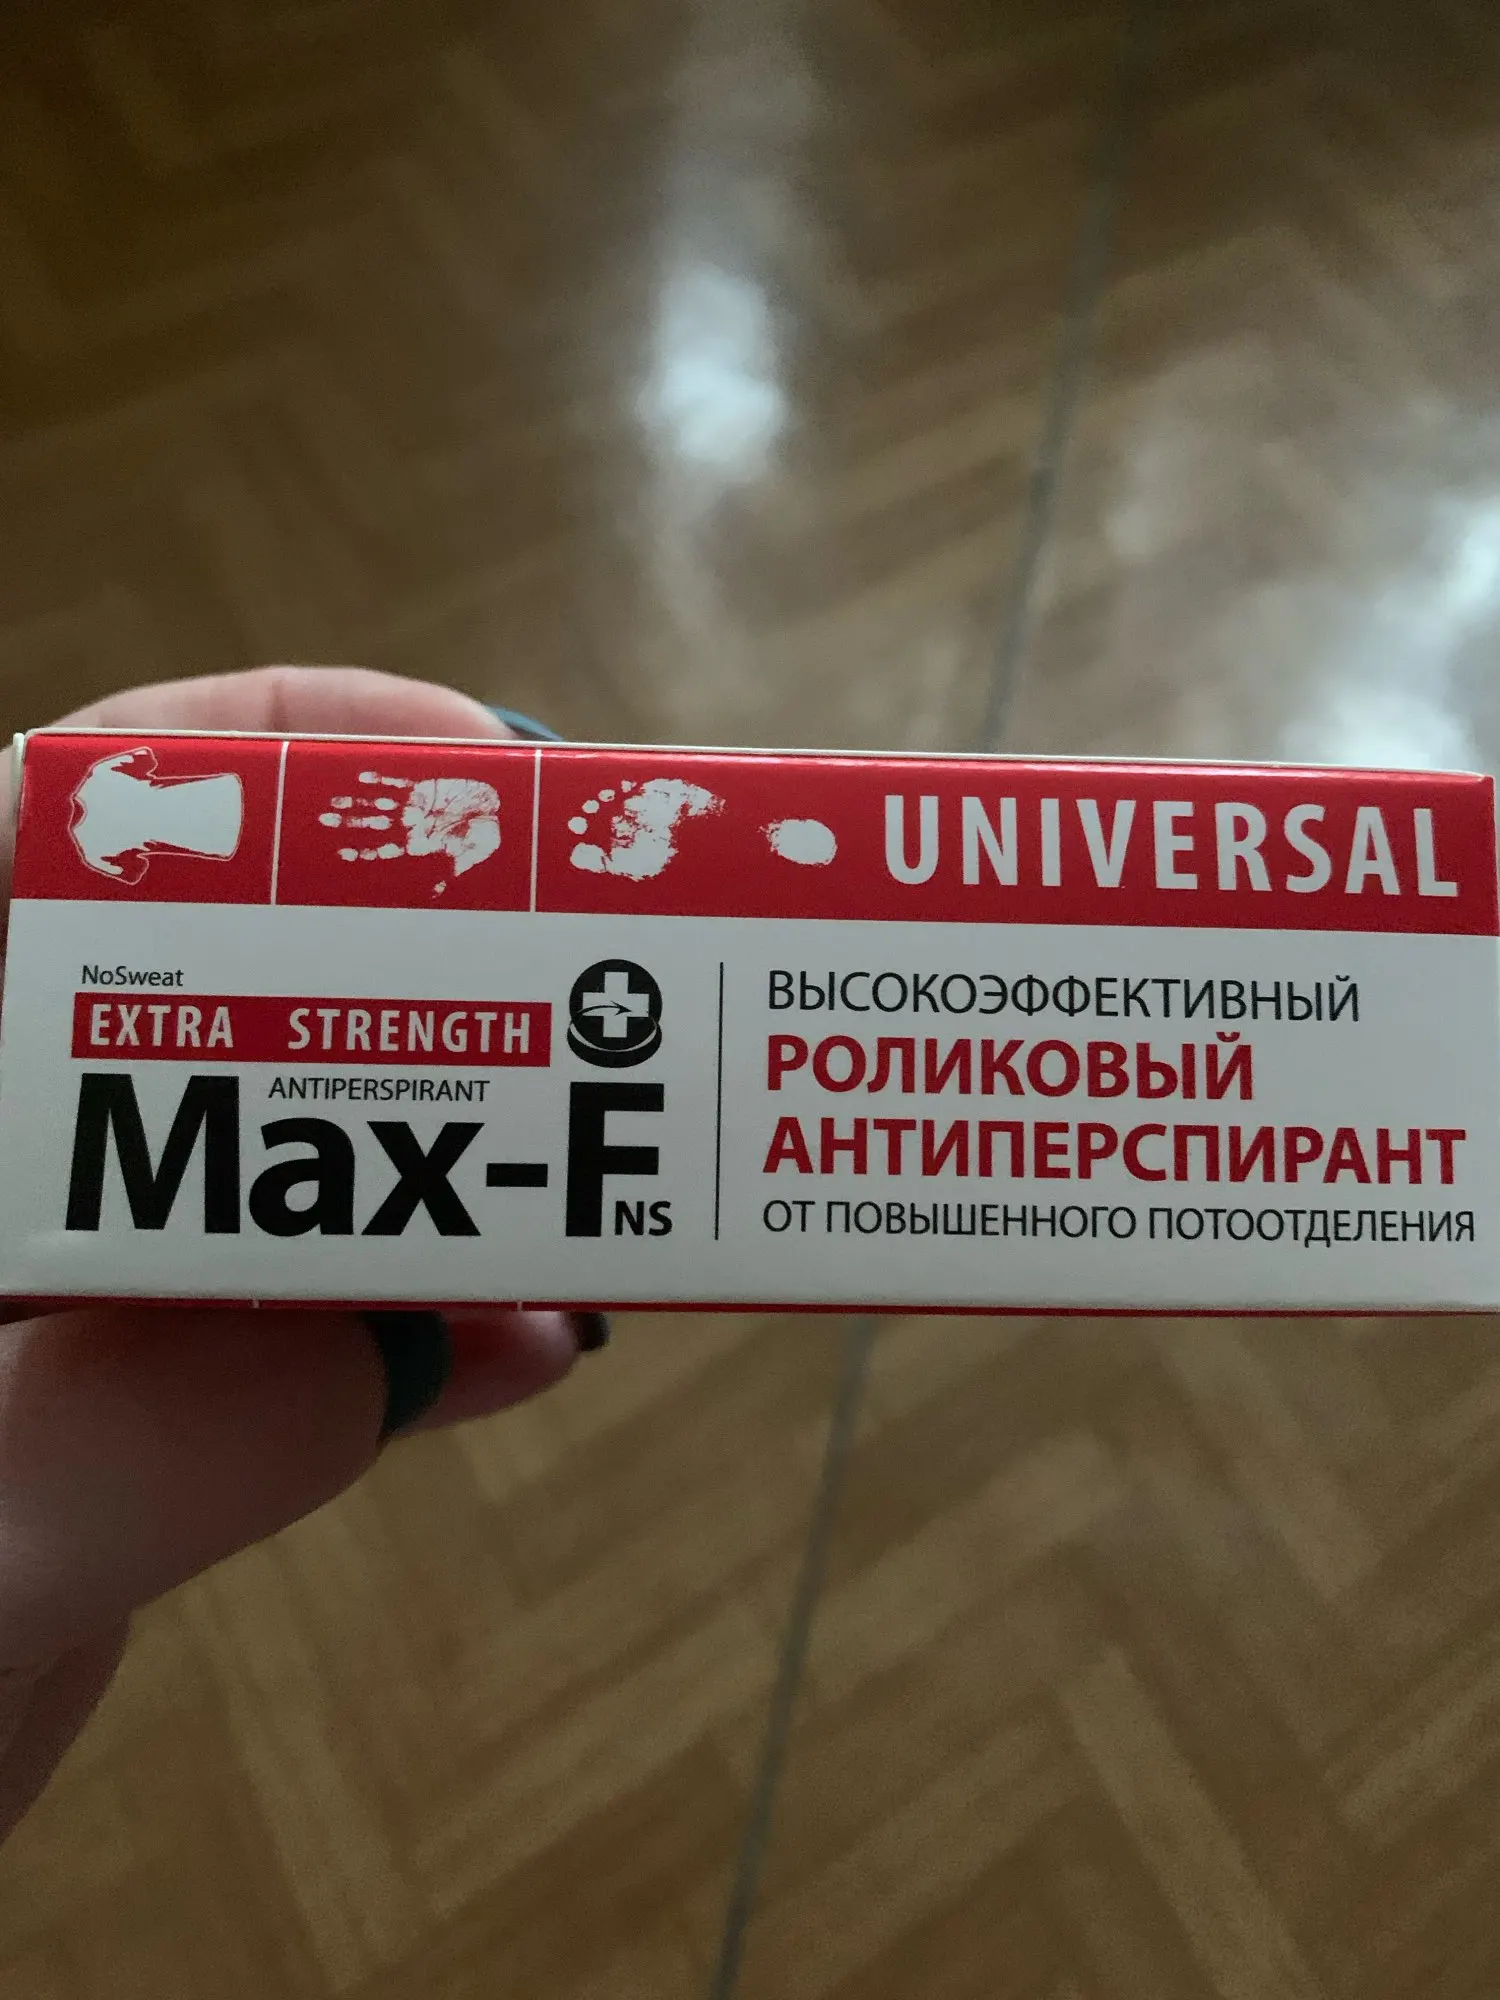 UNIVERSAL
NoSweat
EXTRA STRENGTH
ANTIPERSPIRANT
Max-F
NS
ВЫСОКОЭФФЕКТИВНЫЙ
РОЛИКОВЫЙ
АНТИПЕРСПИРАНТ
ОТ ПОВЫШЕННОГО ПОТООТДЕЛЕНИЯ